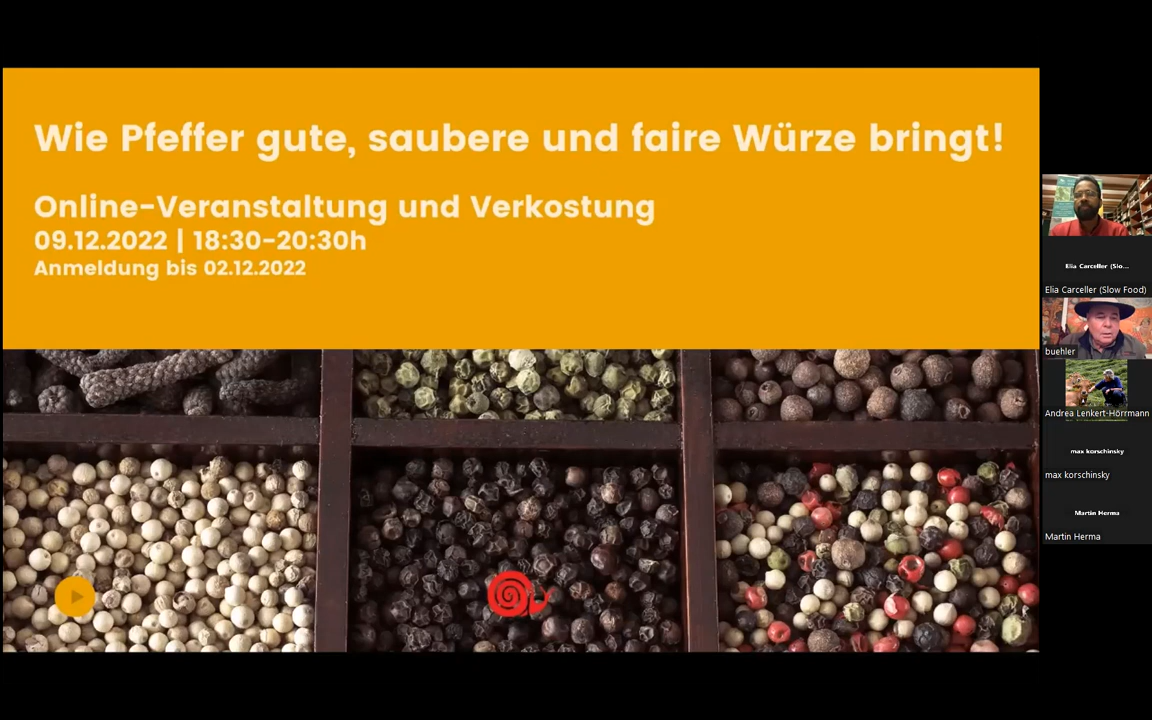 Wie Pfeffer gute, saubere und faire Würze bringt!
Online-Veranstaltung und Verkostung
09.12.2022 | 18:30-20:30h
Anmeldung bis 02.12.2022
Elia Carceller (Slo...
Elia Carceller (Slow Food)
buehler
Andrea Lenkert-Hörrmann
max korschinsky
max korschinsky
Martin Herma
Martin Herma